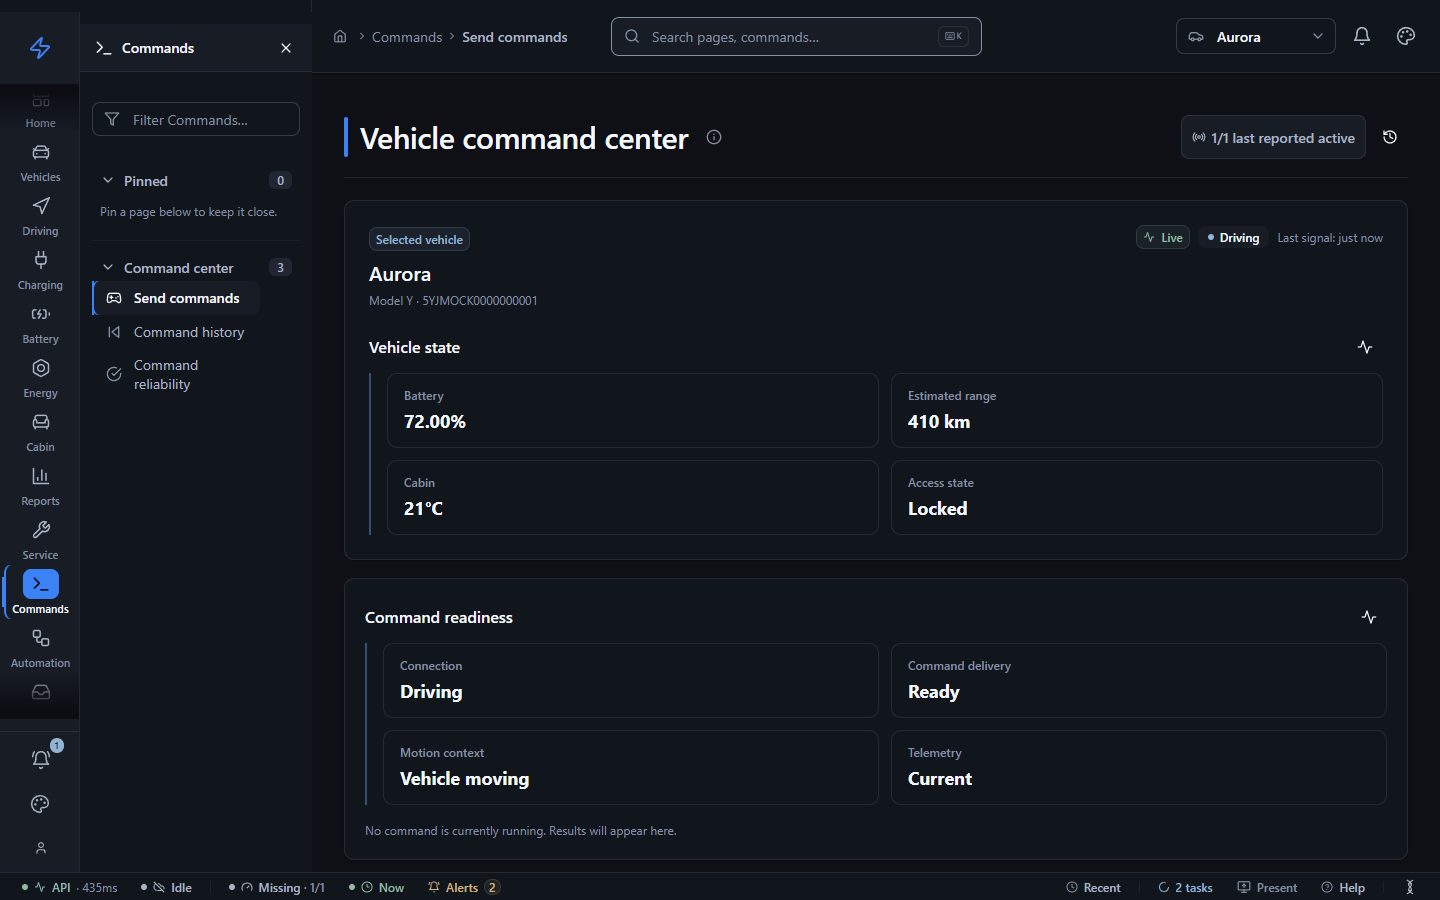 Home
Vehicles
Driving
Charging
Battery
Energy
Cabin
Reports
Service
Commands
Automation
1
Commands
Filter Commands...
Pinned 0
Pin a page below to keep it close.
Command center 3
Send commands
Command history
Command
reliability
Commands Send commands
Search pages, commands... K
Aurora
Vehicle command center
1/1 last reported active
Selected vehicle
Live Driving Last signal: just now
Aurora
Model Y · 5YJMOCK0000000001
Vehicle state
Battery
72.00%
Estimated range
410 km
Cabin
21°C
Access state
Locked
Command readiness
Connection
Driving
Command delivery
Ready
Motion context
Vehicle moving
Telemetry
Current
No command is currently running. Results will appear here.
API · 435ms Idle Missing · 1/1 Now Alerts 2 Recent 2 tasks Present Help